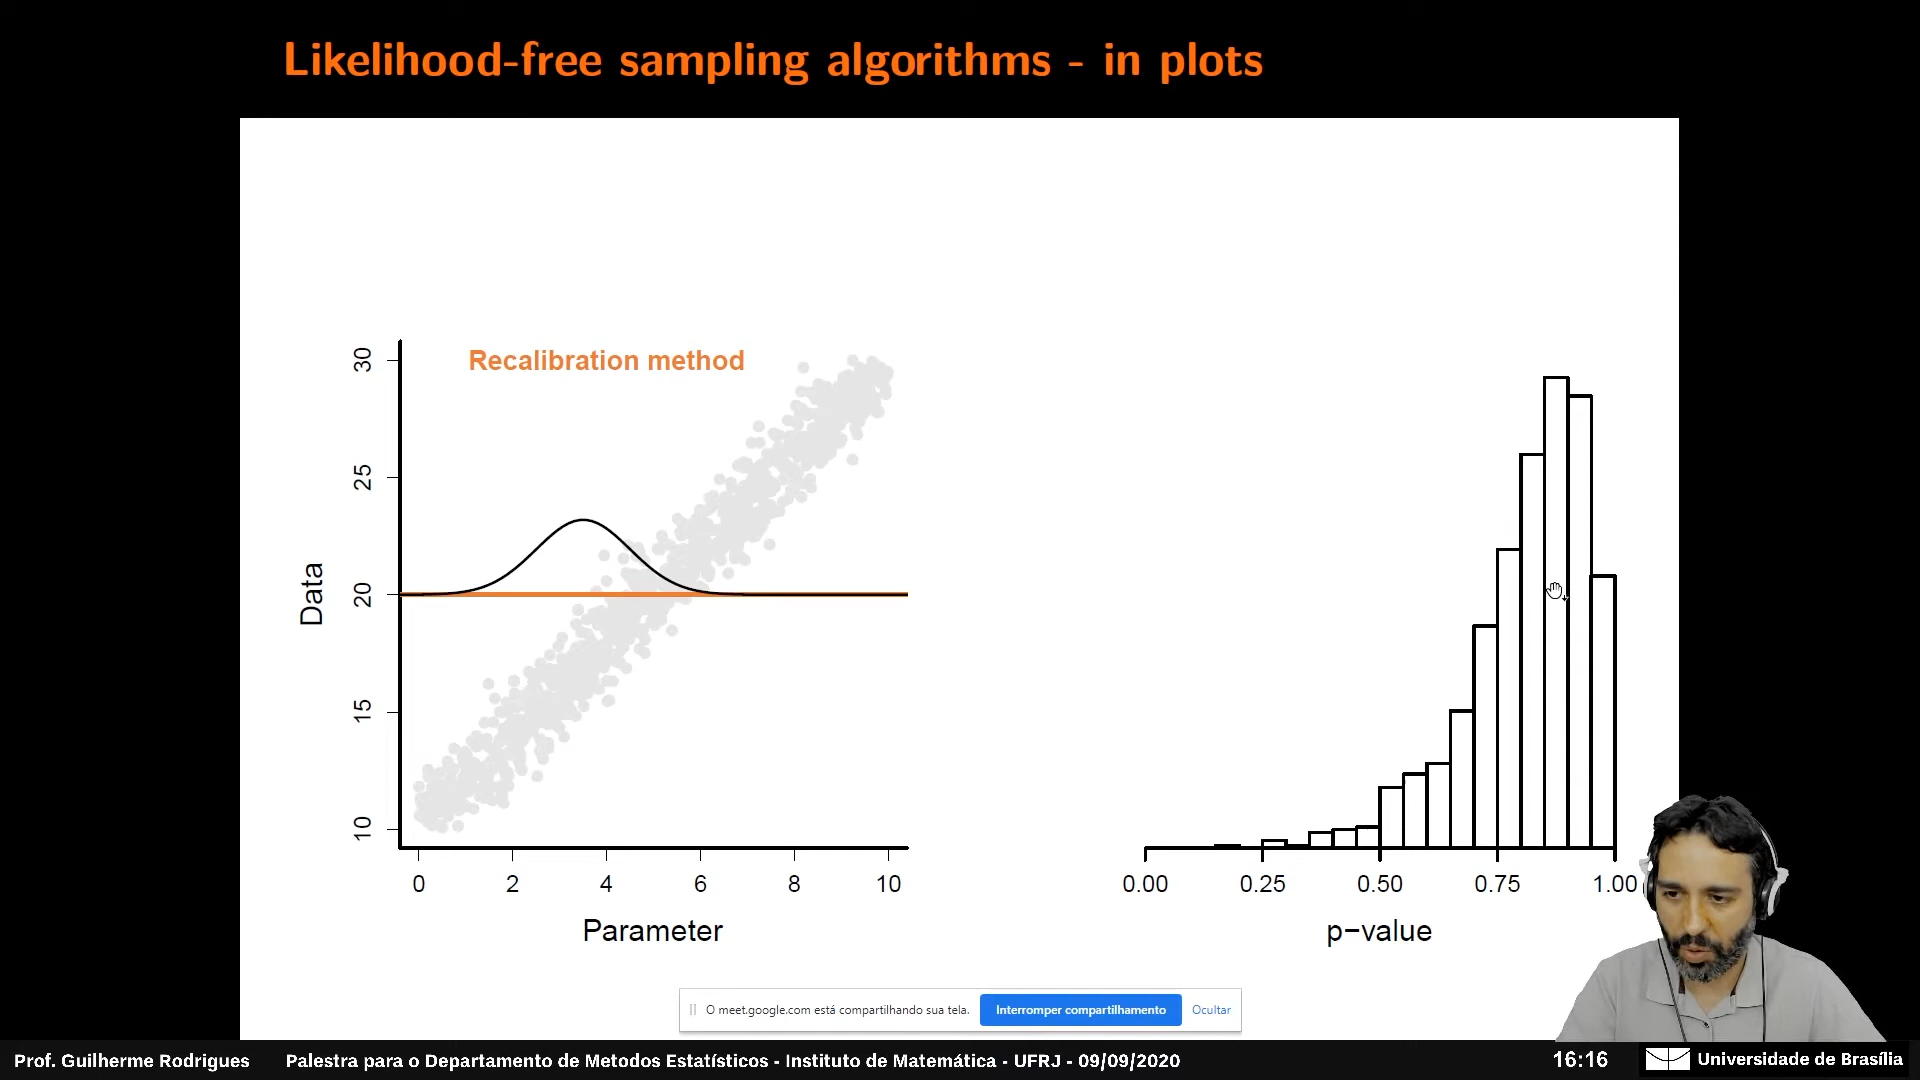 Likelihood-free sampling algorithms - in plots
Recalibration method
30
25
20
15
10
Data
0 2 4 6 8 10
Parameter
0.00 0.25 0.50 0.75 1.00
p−value
O meet.google.com está compartilhando sua tela. Interromper compartilhamento Ocultar
Prof. Guilherme Rodrigues Palestra para o Departamento de Metodos Estatísticos - Instituto de Matemática - UFRJ - 09/09/2020 16:16 Universidade de Brasília